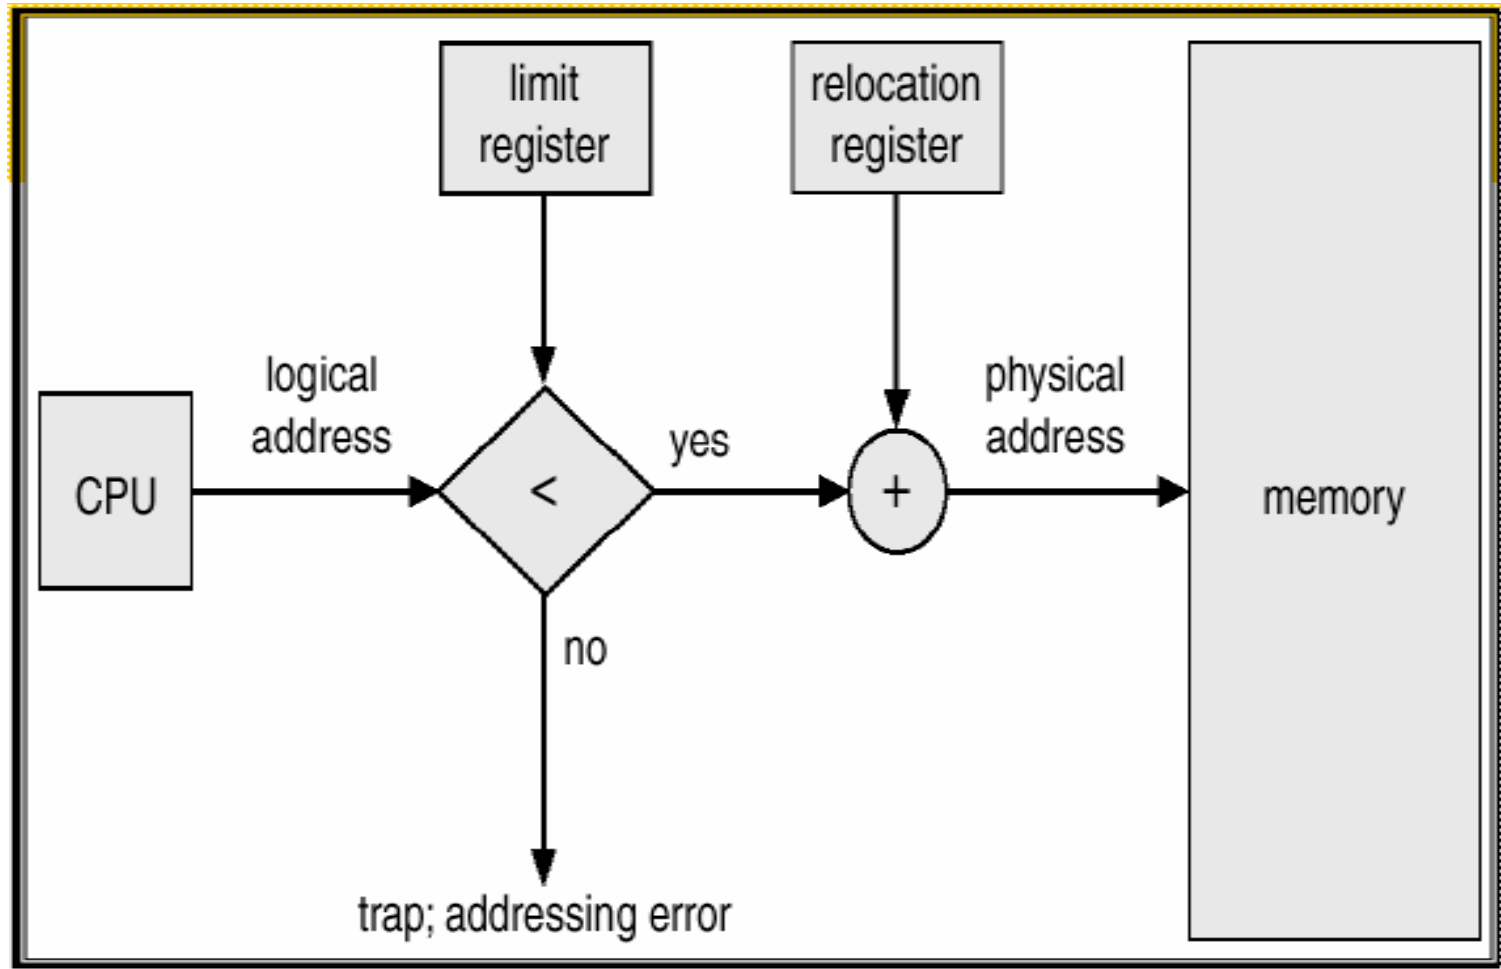 limit
register
relocation
register
logical
address
physical
address
yes
CPU
<
+
memory
no
trap; addressing error